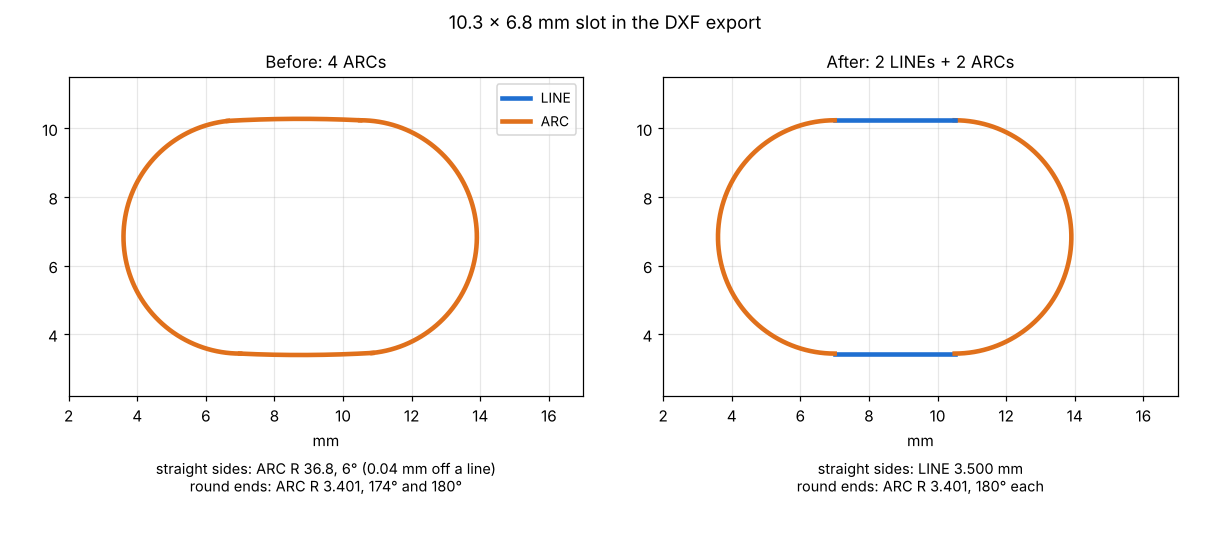 10.3 × 6.8 mm slot in the DXF export
Before: 4 ARCs
LINE
ARC
10
8
6
4
2
4
6
8
10
12
14
16
mm
straight sides: ARC R 36.8, 6° (0.04 mm off a line)
round ends: ARC R 3.401, 174° and 180°
After: 2 LINEs + 2 ARCs
10
8
6
4
2
4
6
8
10
12
14
16
mm
straight sides: LINE 3.500 mm
round ends: ARC R 3.401, 180° each